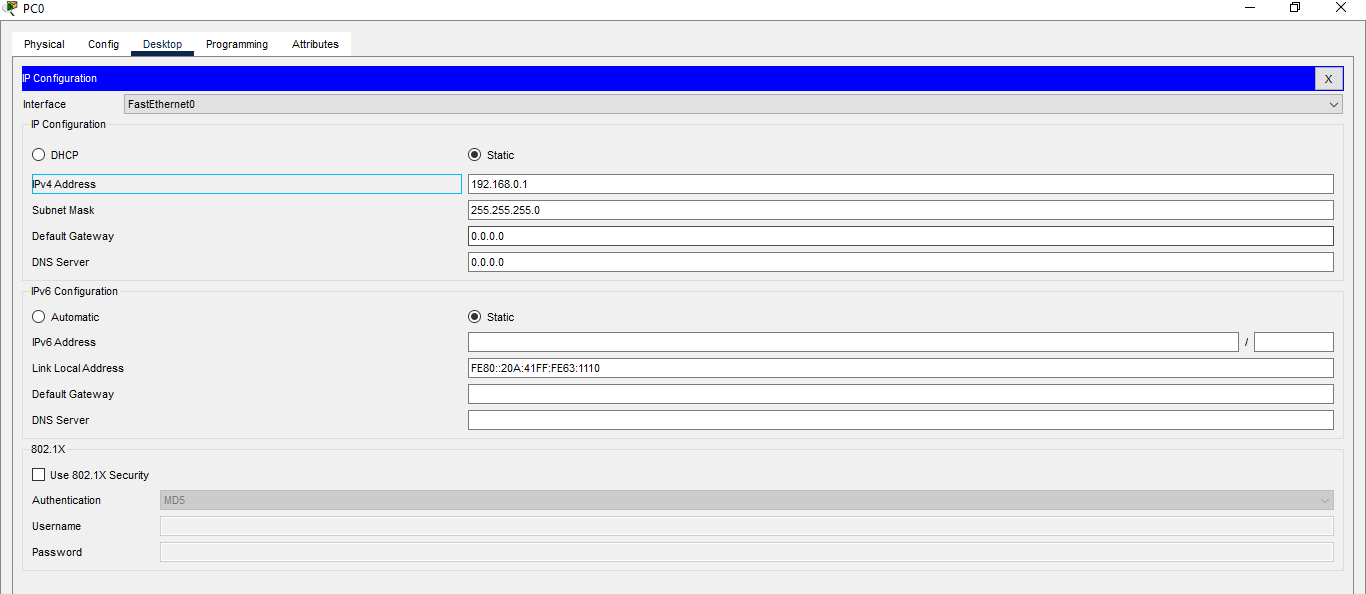 PC0
Physical Config Desktop Programming Attributes
IP Configuration X
Interface FastEthernet0
IP Configuration
DHCP Static
IPv4 Address 192.168.0.1
Subnet Mask 255.255.255.0
Default Gateway 0.0.0.0
DNS Server 0.0.0.0
IPv6 Configuration
Automatic Static
IPv6 Address /
Link Local Address FE80::20A:41FF:FE63:1110
Default Gateway
DNS Server
802.1X
Use 802.1X Security
Authentication MD5
Username
Password